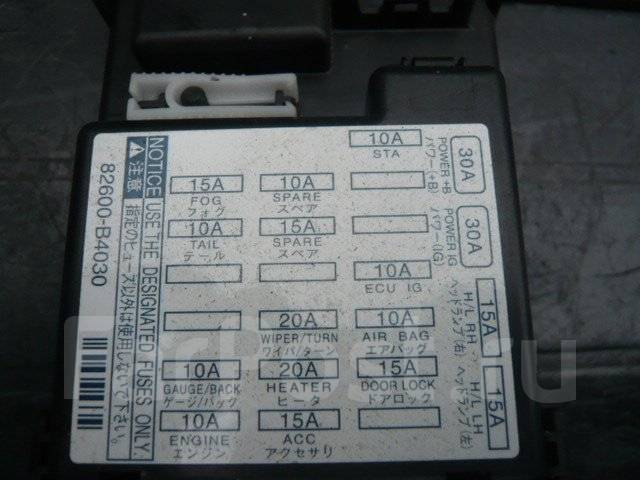 10A
STA
30A
POWER +B
パワー(+B)
15A
FOG
フォグ
10A
SPARE
スペア
10A
TAIL
テール
15A
SPARE
スペア
30A
POWER IG
パワー(IG)
10A
ECU IG
20A
WIPER/TURN
ワイパ/ターン
10A
AIR BAG
エアバッグ
15A
H/L RH
ヘッドランプ(右)
10A
GAUGE/BACK
ゲージ/バック
20A
HEATER
ヒータ
15A
DOOR LOCK
ドアロック
15A
H/L LH
ヘッドランプ(左)
10A
ENGINE
エンジン
15A
ACC
アクセサリ
NOTICE USE THE DESIGNATED FUSES ONLY.
注意 指定のヒューズ以外は使用しないで下さい。
82600-B4030
.ru